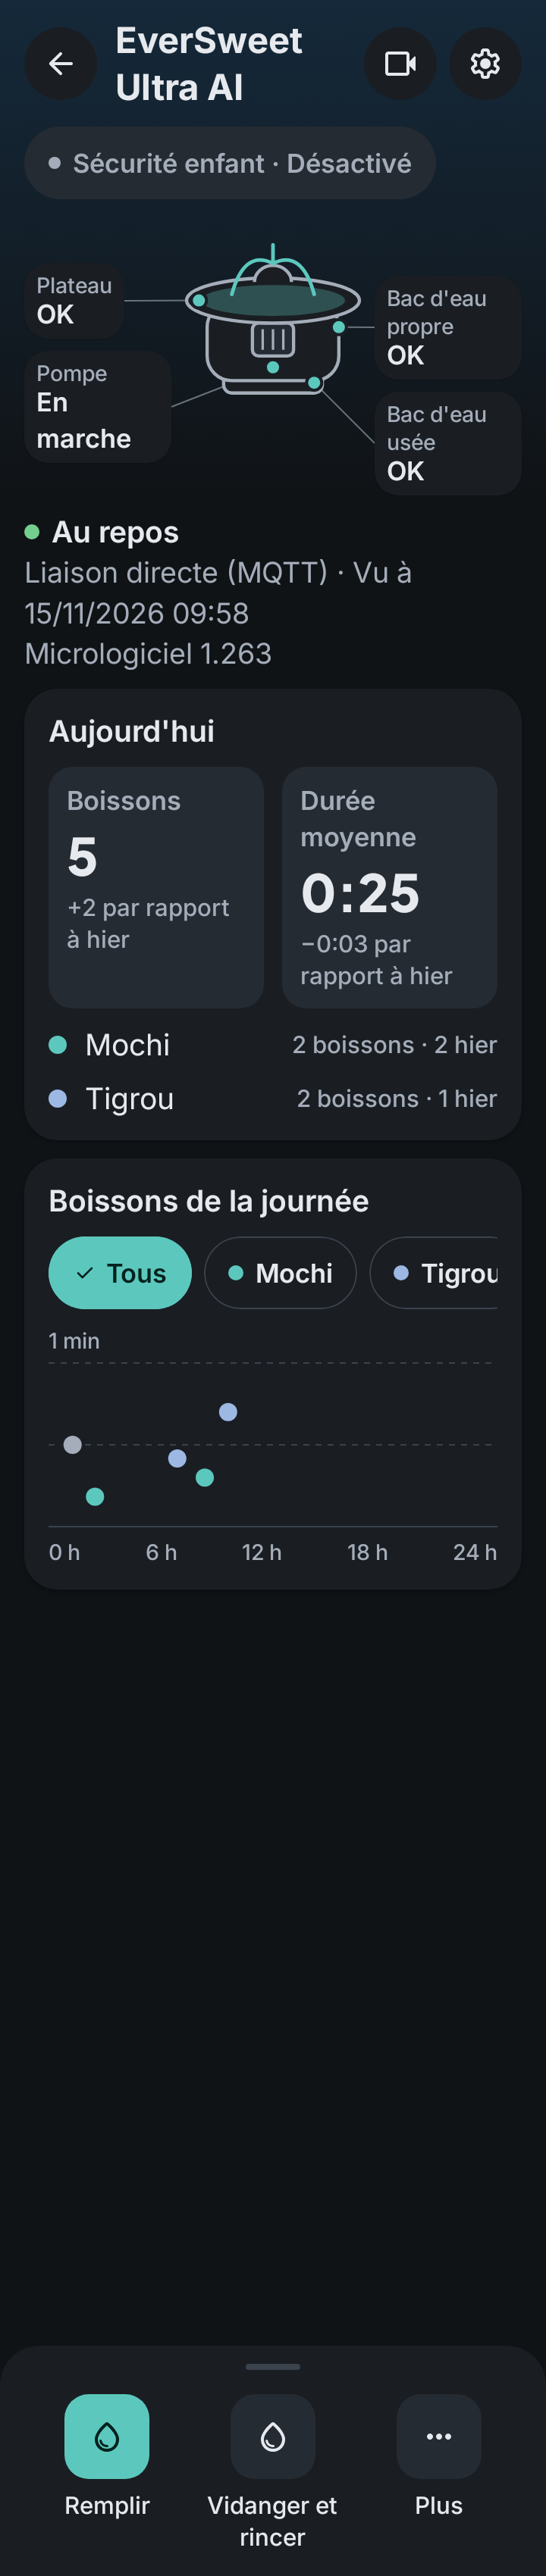 EverSweet
Ultra AI
Sécurité enfant · Désactivé
Plateau
OK
Pompe
En
marche
Bac d'eau
propre
OK
Bac d'eau
usée
OK
Au repos
Liaison directe (MQTT) · Vu à
15/11/2026 09:58
Micrologiciel 1.263
Aujourd'hui
Boissons
5
+2 par rapport
à hier
Durée
moyenne
0:25
−0:03 par
rapport à hier
Mochi
2 boissons · 2 hier
Tigrou
2 boissons · 1 hier
Boissons de la journée
Tous
Mochi
Tigrou
1 min
0 h
6 h
12 h
18 h
24 h
Remplir
Vidanger et
rincer
Plus